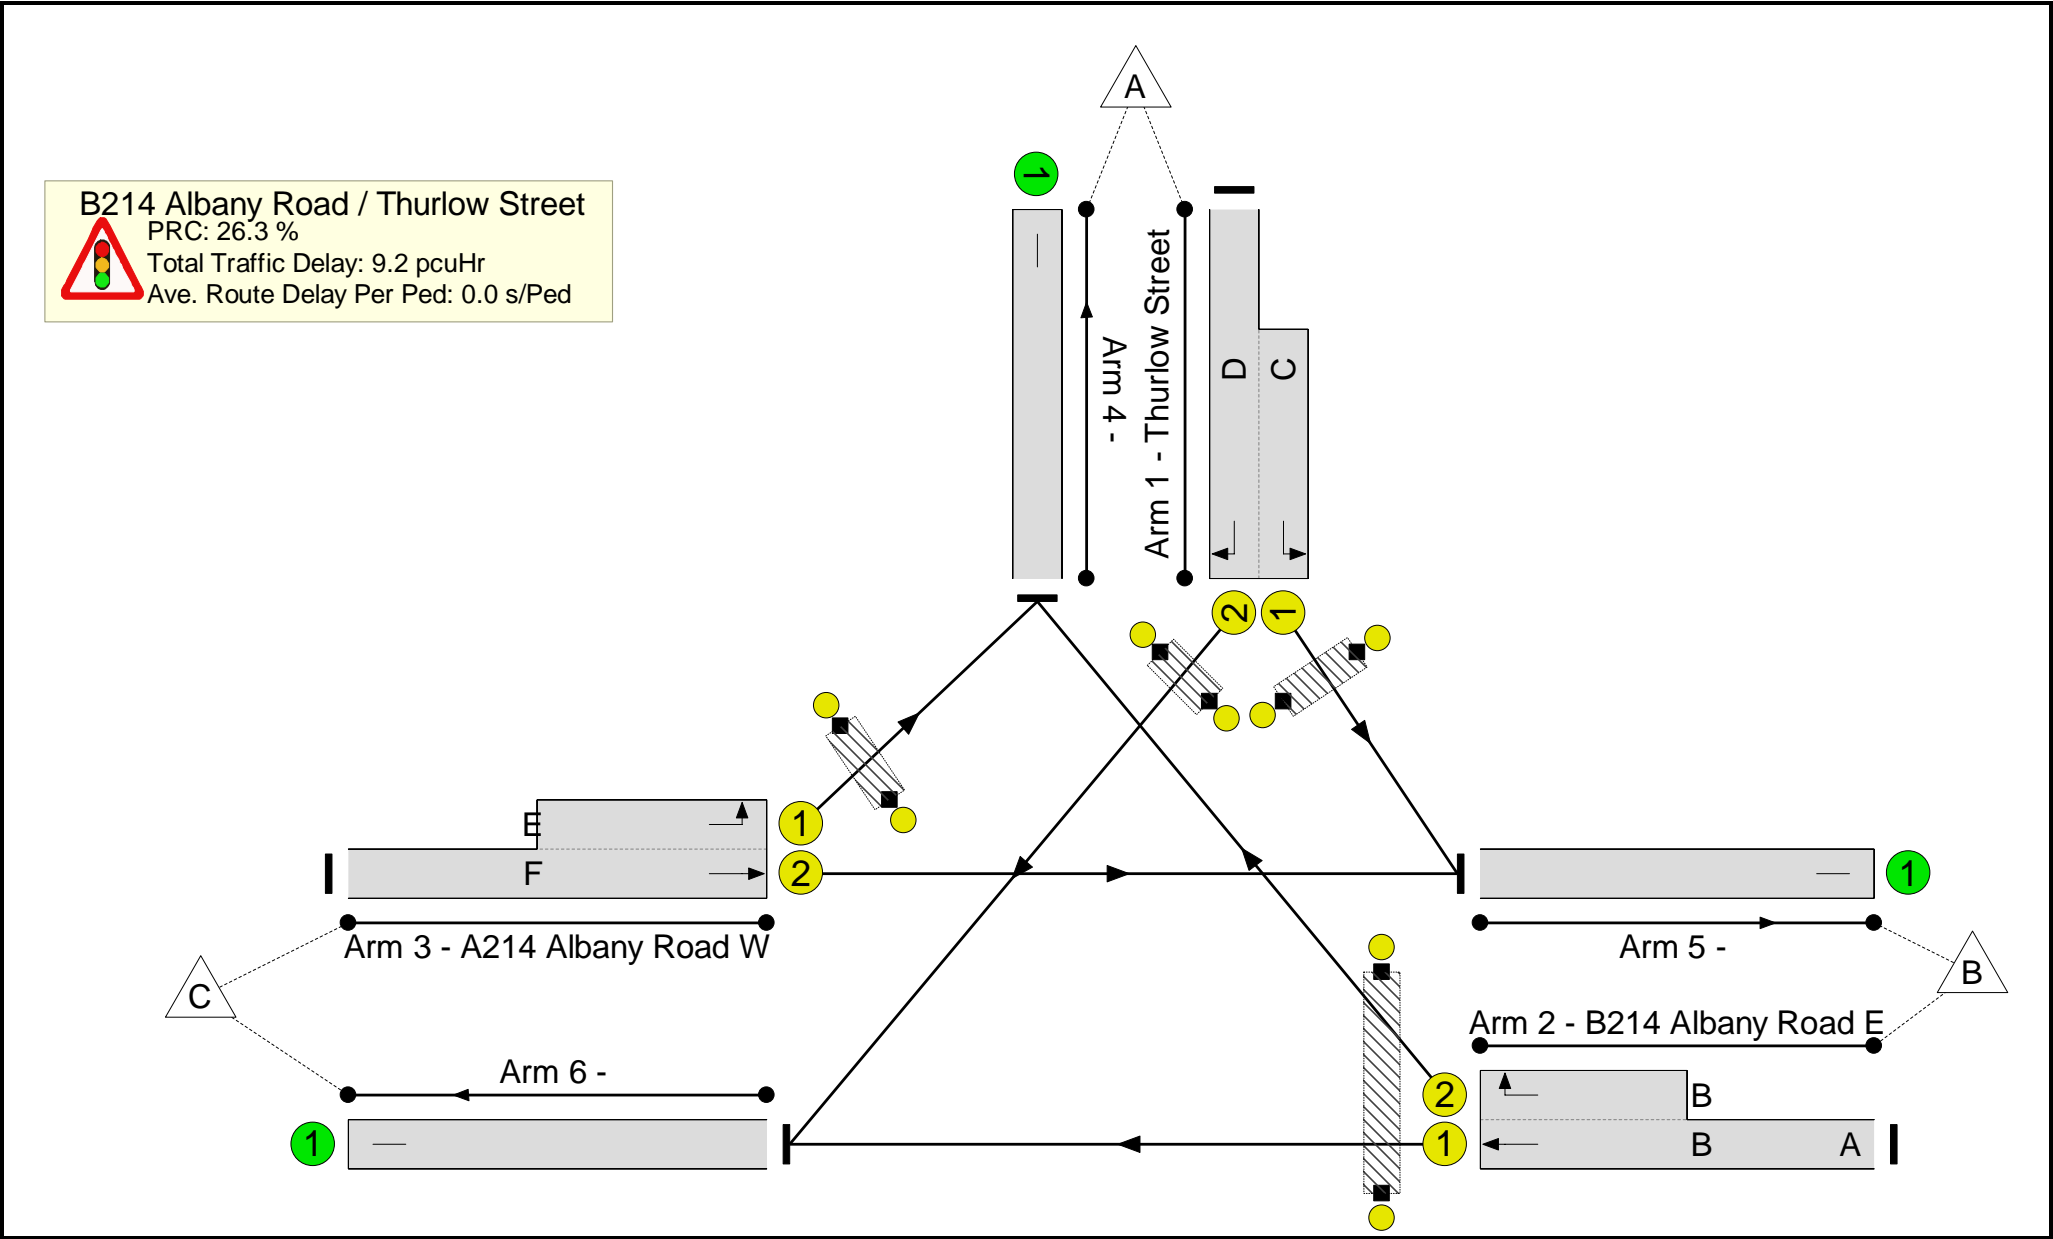 A
1
B214 Albany Road / Thurlow Street
PRC: 26.3 %
Total Traffic Delay: 9.2 pcuHr
Ave. Route Delay Per Ped: 0.0 s/Ped
Arm 4 -
Arm 1 - Thurlow Street
D
C
2
1
E
1
F
2
1
Arm 3 - A214 Albany Road W
Arm 5 -
C
B
Arm 2 - B214 Albany Road E
Arm 6 -
2
B
1
1
B
A